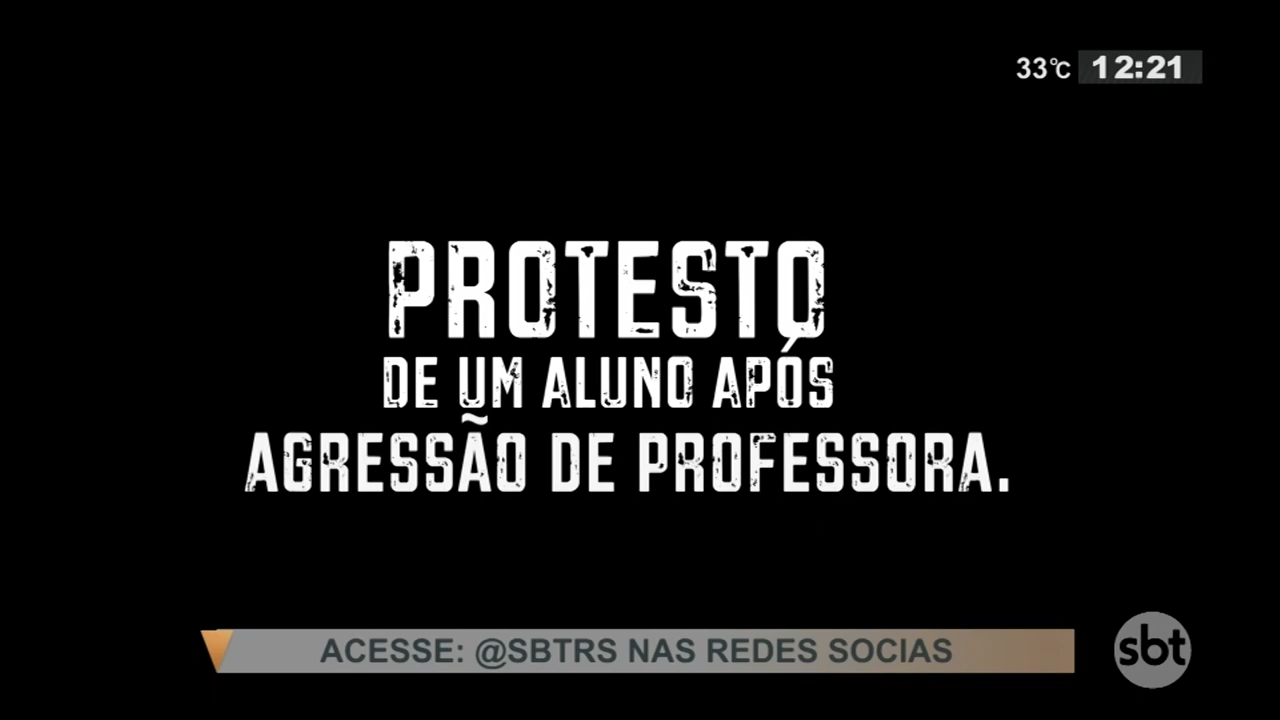 33°C 12:21
PROTESTO
DE UM ALUNO APÓS
AGRESSÃO DE PROFESSORA.
ACESSE: @SBTRS NAS REDES SOCIAS
sbt